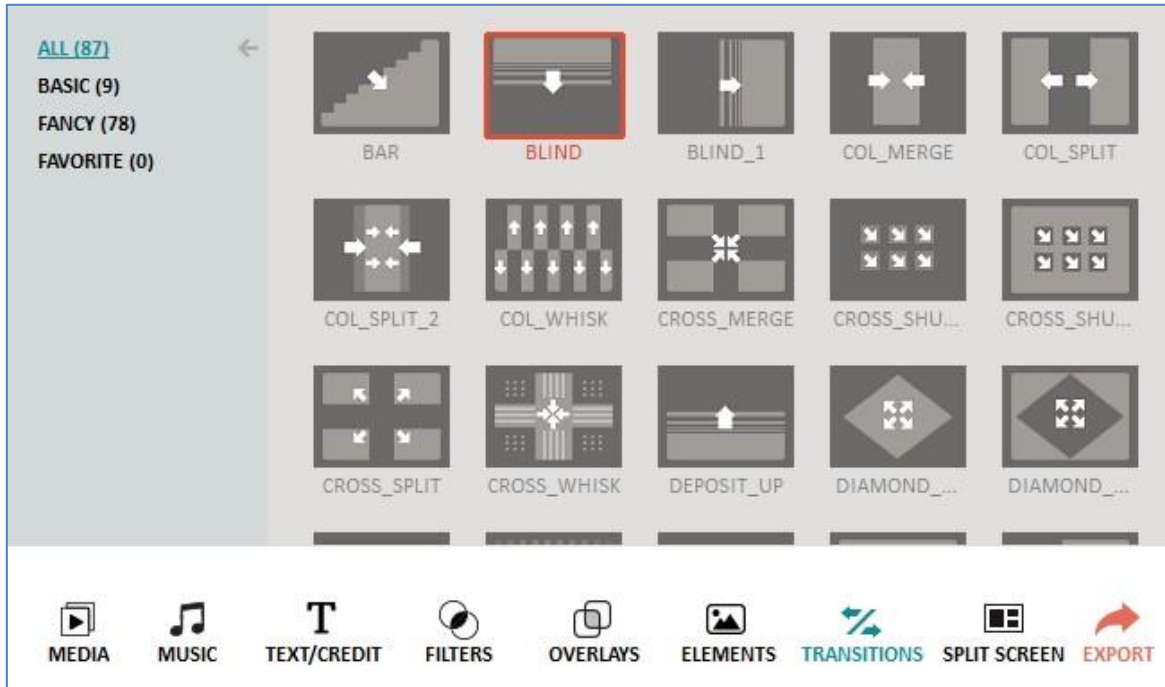 ALL (87)
BASIC (9)
FANCY (78)
FAVORITE (0)
BAR
BLIND
BLIND_1
COL_MERGE
COL_SPLIT
COL_SPLIT_2
COL_WHISK
CROSS_MERGE
CROSS_SHU...
CROSS_SHU...
CROSS_SPLIT
CROSS_WHISK
DEPOSIT_UP
DIAMOND_...
DIAMOND_...
MEDIA
MUSIC
TEXT/CREDIT
FILTERS
OVERLAYS
ELEMENTS
TRANSITIONS
SPLIT SCREEN
EXPORT